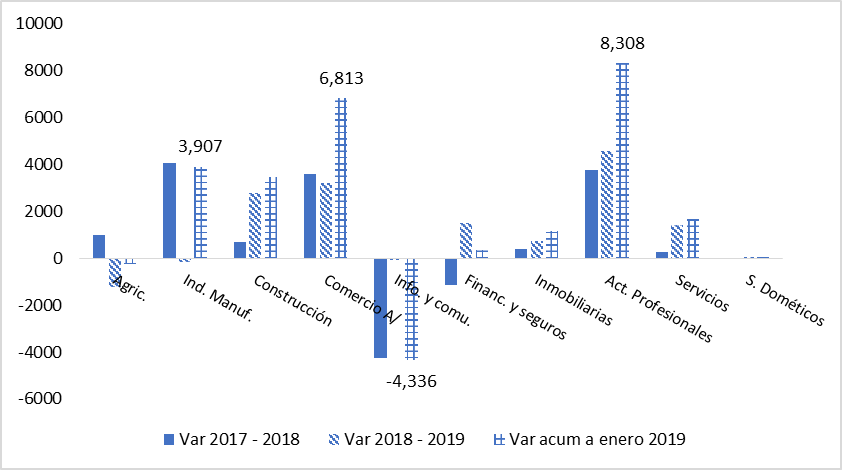 10000
8000
6000
4000
2000
0
-2000
-4000
-6000
3,907
6,813
-4,336
8,308
Agric.
Ind. Manuf.
Construcción
Comercio A/
Info. y comu.
Financ. y seguros
Inmobiliarias
Act. Profesionales
Servicios
S. Dométicos
Var 2017 - 2018
Var 2018 - 2019
Var acum a enero 2019